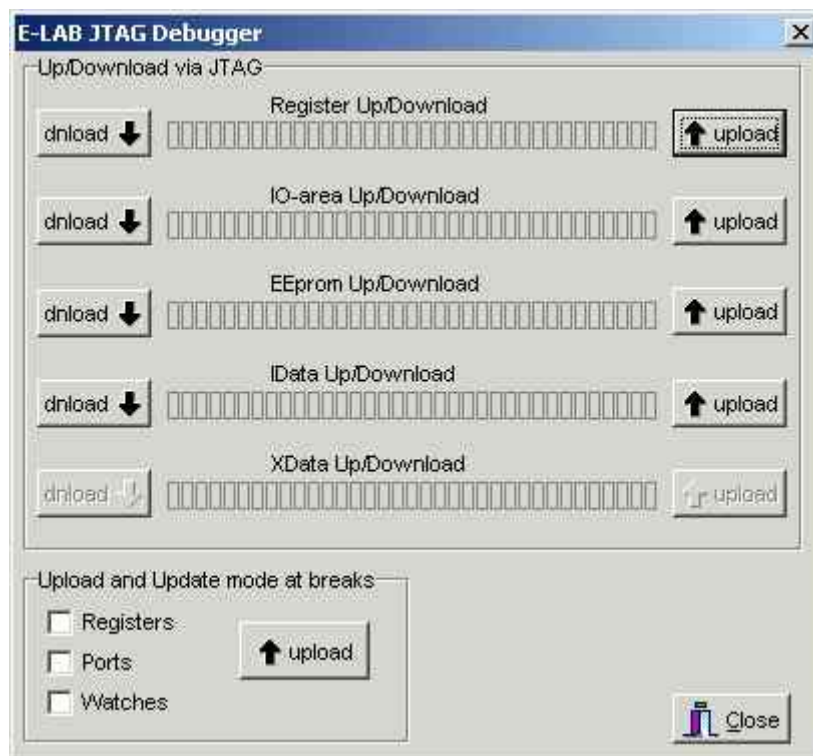 E-LAB JTAG Debugger
Up/Download via JTAG
Register Up/Download
dnload upload
IO-area Up/Download
dnload upload
EEprom Up/Download
dnload upload
IData Up/Download
dnload upload
XData Up/Download
dnload upload
Upload and Update mode at breaks
Registers
upload
Ports
Watches
Close